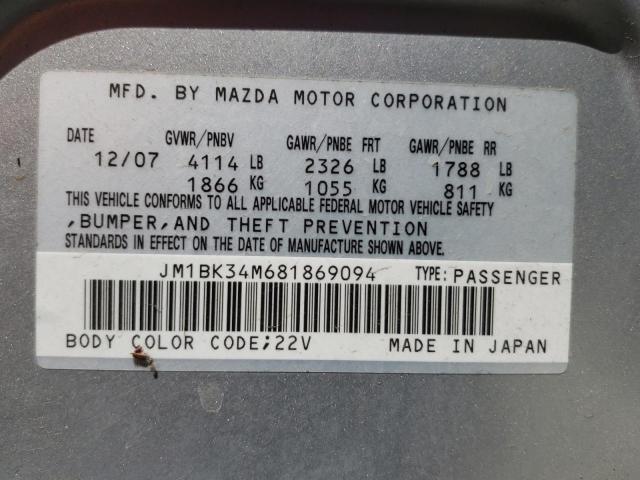 MFD. BY MAZDA MOTOR CORPORATION
DATE GVWR/PNBV GAWR/PNBE FRT GAWR/PNBE RR
12/07 4114 LB 2326 LB 1788 LB
1866 KG 1055 KG 811 KG
THIS VEHICLE CONFORMS TO ALL APPLICABLE FEDERAL MOTOR VEHICLE SAFETY
,BUMPER,AND THEFT PREVENTION
STANDARDS IN EFFECT ON THE DATE OF MANUFACTURE SHOWN ABOVE.
JM1BK34M681869094 TYPE:PASSENGER
BODY COLOR CODE;22V MADE IN JAPAN